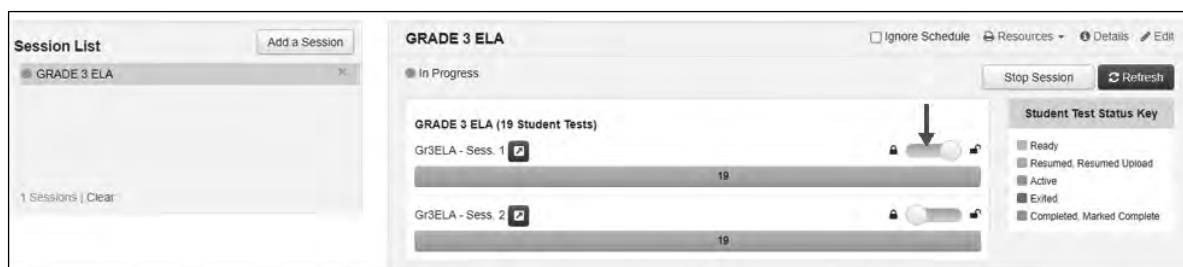 Session List
Add a Session
GRADE 3 ELA
1 Sessions | Clear
GRADE 3 ELA
Ignore Schedule Resources Details Edit
In Progress
Stop Session Refresh
GRADE 3 ELA (19 Student Tests)
Gr3ELA - Sess. 1
19
Gr3ELA - Sess. 2
19
Student Test Status Key
Ready
Resumed, Resumed Upload
Active
Exited
Completed, Marked Complete